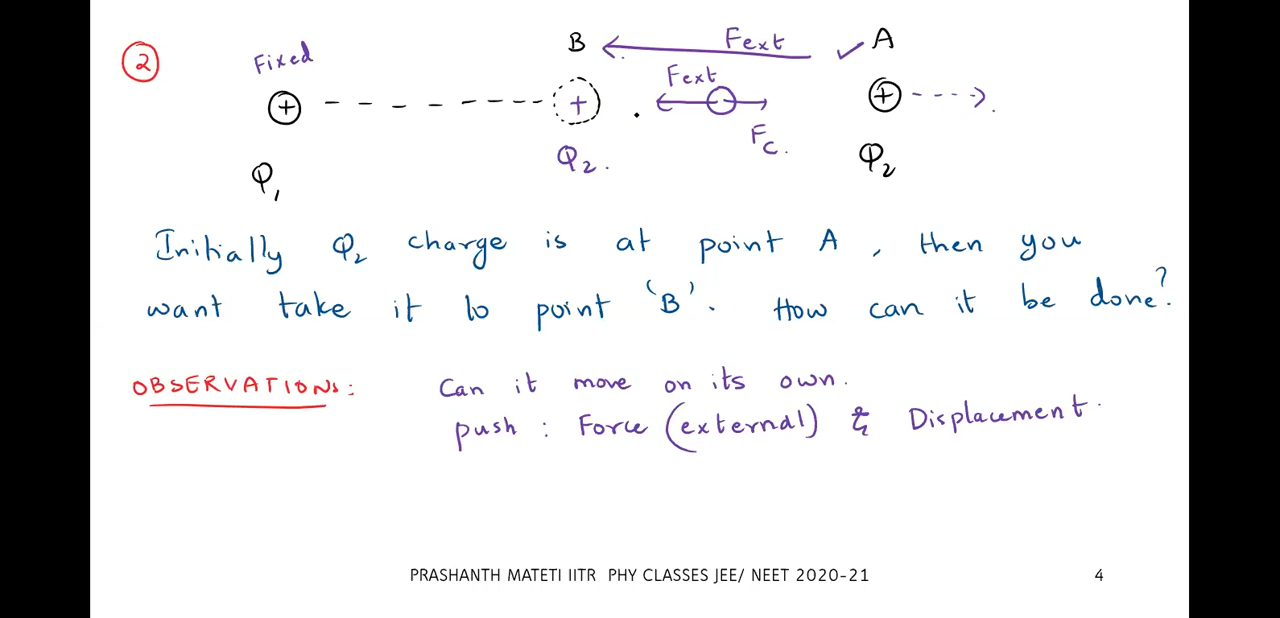 2
Fixed
B
Fext
A
+
+
Fext
+
Fc.
Q1
Q2.
Q2
Initially Q2 charge is at point A, then you
want take it to point 'B'. How can it be done?
OBSERVATIONS: Can it move on its own.
push: Force (external) & Displacement.
PRASHANTH MATETI IITR PHY CLASSES JEE/ NEET 2020-21
4